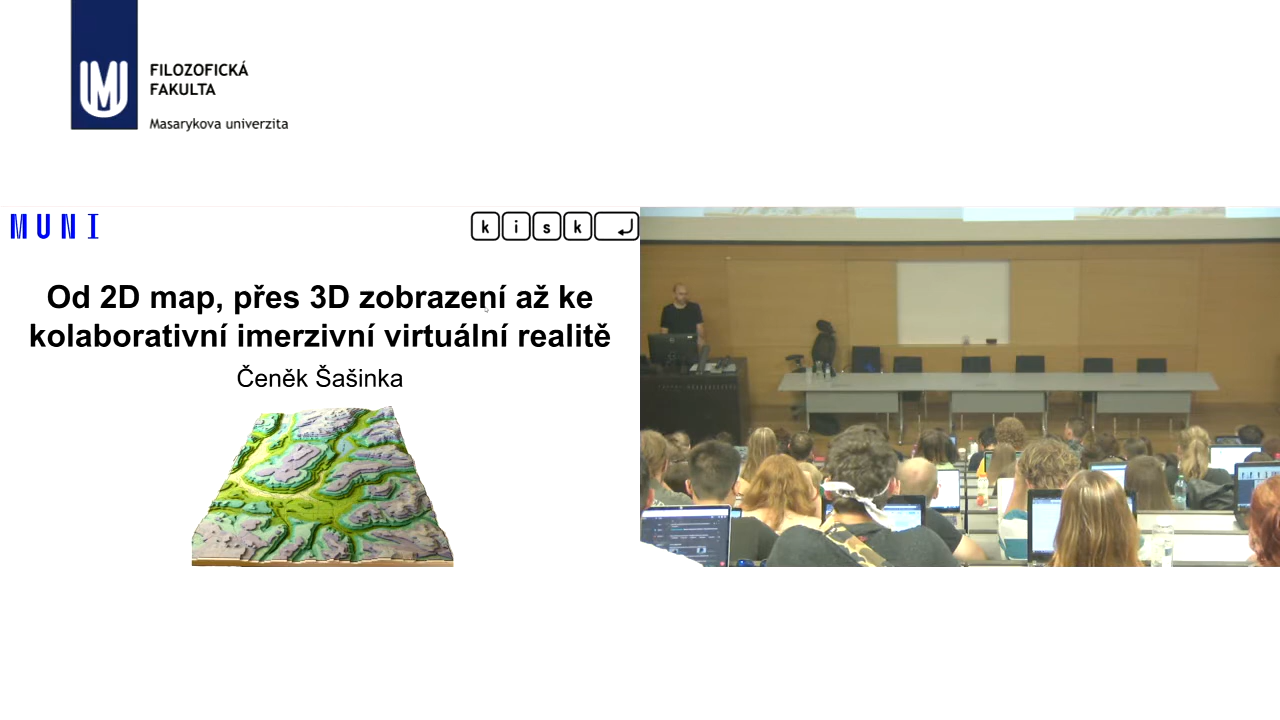 FILOZOFICKÁ
FAKULTA
Masarykova univerzita
MUNI
kisk
Od 2D map, přes 3D zobrazení až ke
kolaborativní imerzivní virtuální realitě
Čeněk Šašinka